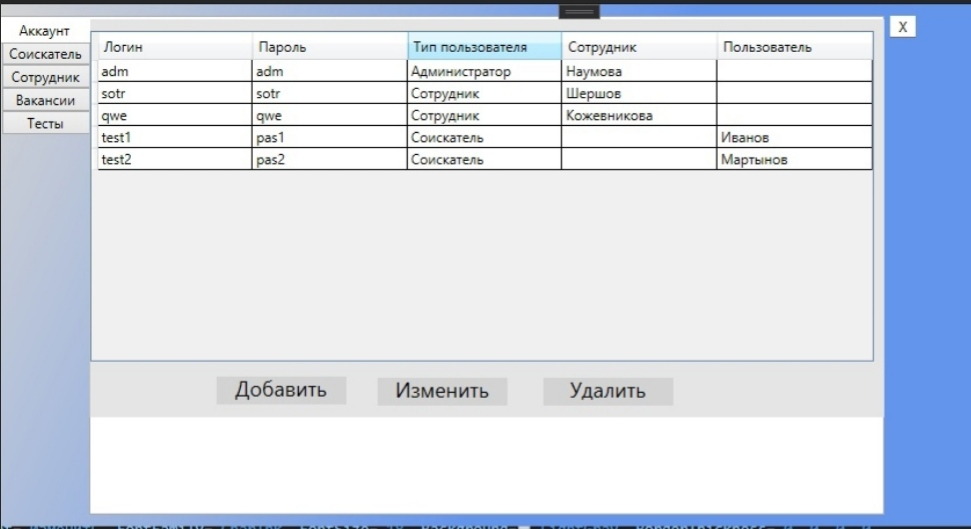 X
Аккаунт
Соискатель
Сотрудник
Вакансии
Тесты
Логин Пароль Тип пользователя Сотрудник Пользователь
adm adm Администратор Наумова
sotr sotr Сотрудник Шершов
qwe qwe Сотрудник Кожевникова
test1 pas1 Соискатель Иванов
test2 pas2 Соискатель Мартынов
Добавить Изменить Удалить